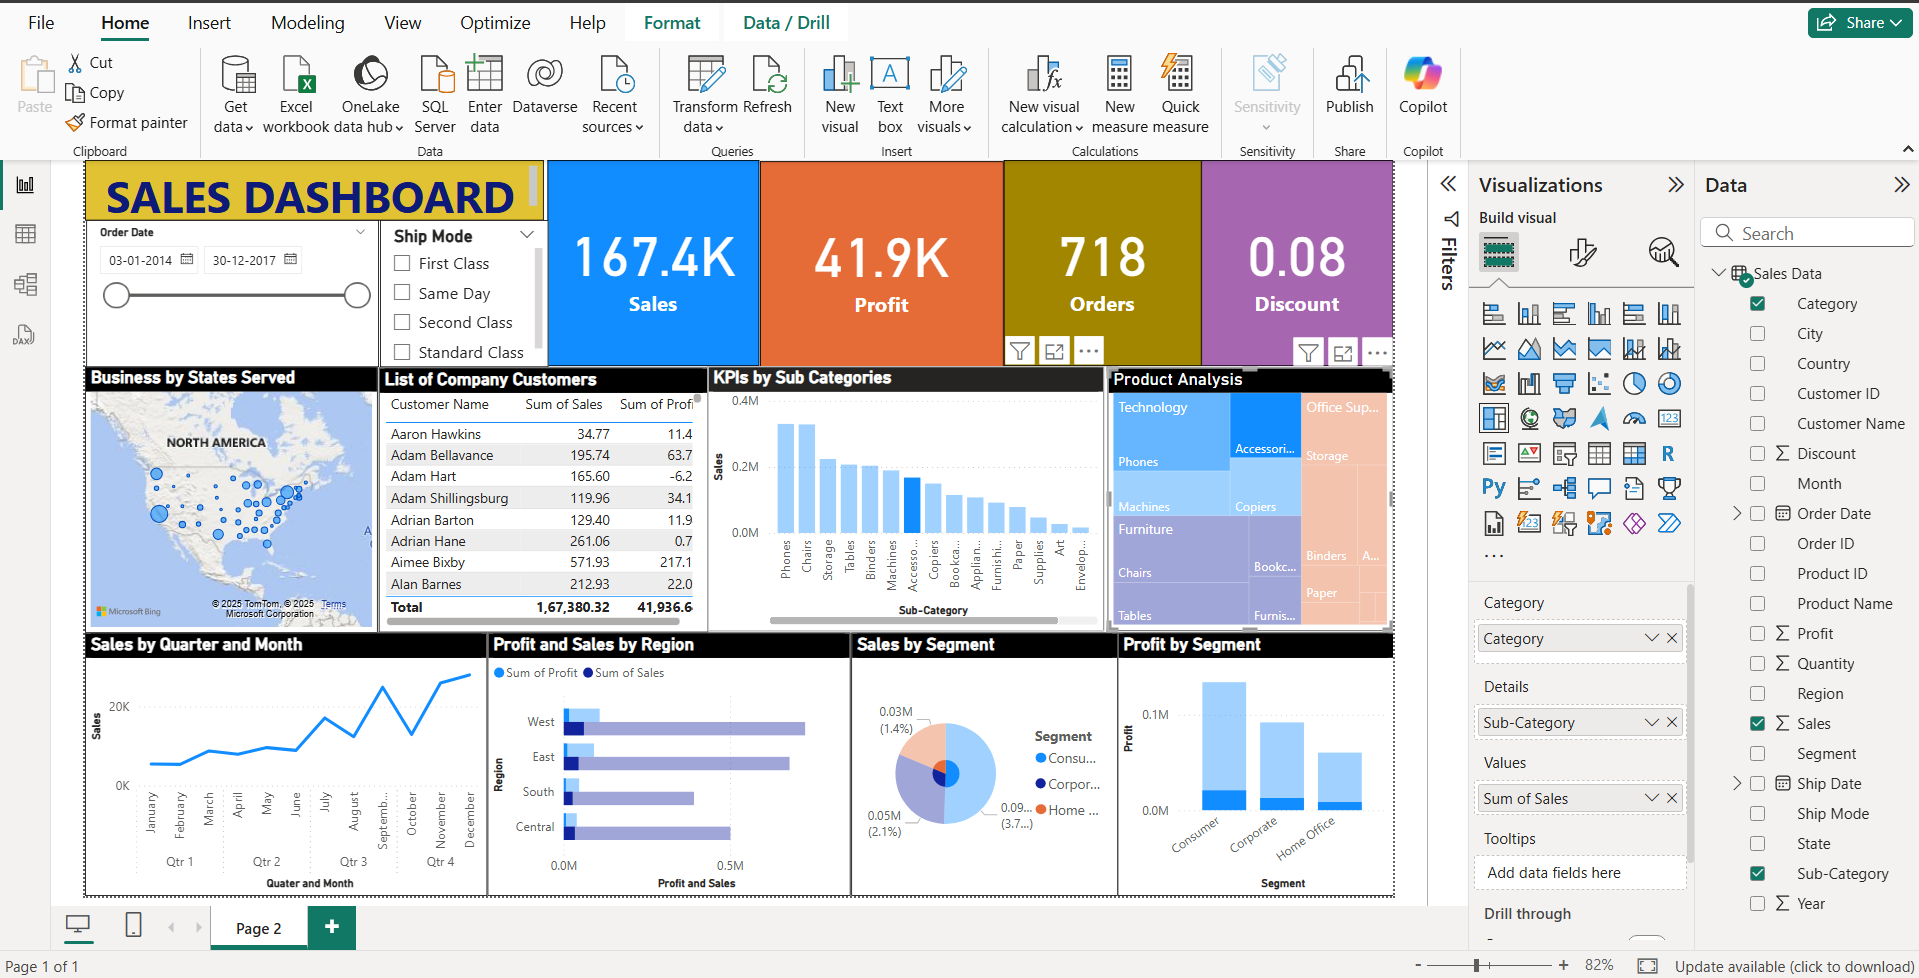 File Home Insert Modeling View Optimize Help Format Data / Drill Share
Paste
Cut
Copy
Format painter
Clipboard
Get data
Excel workbook
OneLake data hub
SQL Server
Enter data
Dataverse
Recent sources
Data
Transform data
Refresh
Queries
New visual
Text box
More visuals
Insert
New visual calculation
New measure
Quick measure
Calculations
Sensitivity
Sensitivity
Publish
Share
Copilot
Copilot
SALES DASHBOARD
Order Date
03-01-2014 30-12-2017
Ship Mode
First Class
Same Day
Second Class
Standard Class
167.4K
Sales
41.9K
Profit
718
Orders
0.08
Discount
Business by States Served
NORTH AMERICA
A
Microsoft Bing
© 2025 TomTom, © 2025 Terms
Microsoft Corporation
List of Company Customers
Customer Name Sum of Sales Sum of Profi
Aaron Hawkins 34.77 11.4
Adam Bellavance 195.74 63.7
Adam Hart 165.60 -6.2
Adam Shillingsburg 119.96 34.1
Adrian Barton 129.40 11.9
Adrian Hane 261.06 0.7
Aimee Bixby 571.93 217.1
Alan Barnes 212.93 22.0
Total 1,67,380.32 41,936.6
KPIs by Sub Categories
Sales
0.4M
0.2M
0.0M
Phones
Chairs
Storage
Tables
Binders
Machines
Accesso...
Copiers
Bookca...
Applian...
Furnishi...
Paper
Supplies
Art
Envelop...
Sub-Category
Product Analysis
Technology
Phones
Accessori...
Machines
Copiers
Furniture
Chairs
Bookc...
Tables
Furnis...
Office Sup...
Storage
Binders
A...
Paper
Sales by Quarter and Month
Sales
20K
0K
January
February
March
April
May
June
July
August
Septemb...
October
November
December
Qtr 1 Qtr 2 Qtr 3 Qtr 4
Quater and Month
Profit and Sales by Region
Sum of Profit Sum of Sales
Region
West
East
South
Central
0.0M 0.5M
Profit and Sales
Sales by Segment
0.03M
(1.4%)
0.05M
(2.1%)
0.09...
(3.7...)
Segment
Consu...
Corpor...
Home ...
Profit by Segment
Profit
0.1M
0.0M
Consumer
Corporate
Home Office
Segment
Filters
Visualizations
Build visual
123
R
Py
123
...
Category
Category
Details
Sub-Category
Values
Sum of Sales
Tooltips
Add data fields here
Drill through
Data
Search
Sales Data
Category
City
Country
Customer ID
Customer Name
Discount
Month
Order Date
Order ID
Product ID
Product Name
Profit
Quantity
Region
Sales
Segment
Ship Date
Ship Mode
State
Sub-Category
Year
DAX
Page 2
Page 1 of 1
82%
Update available (click to download)